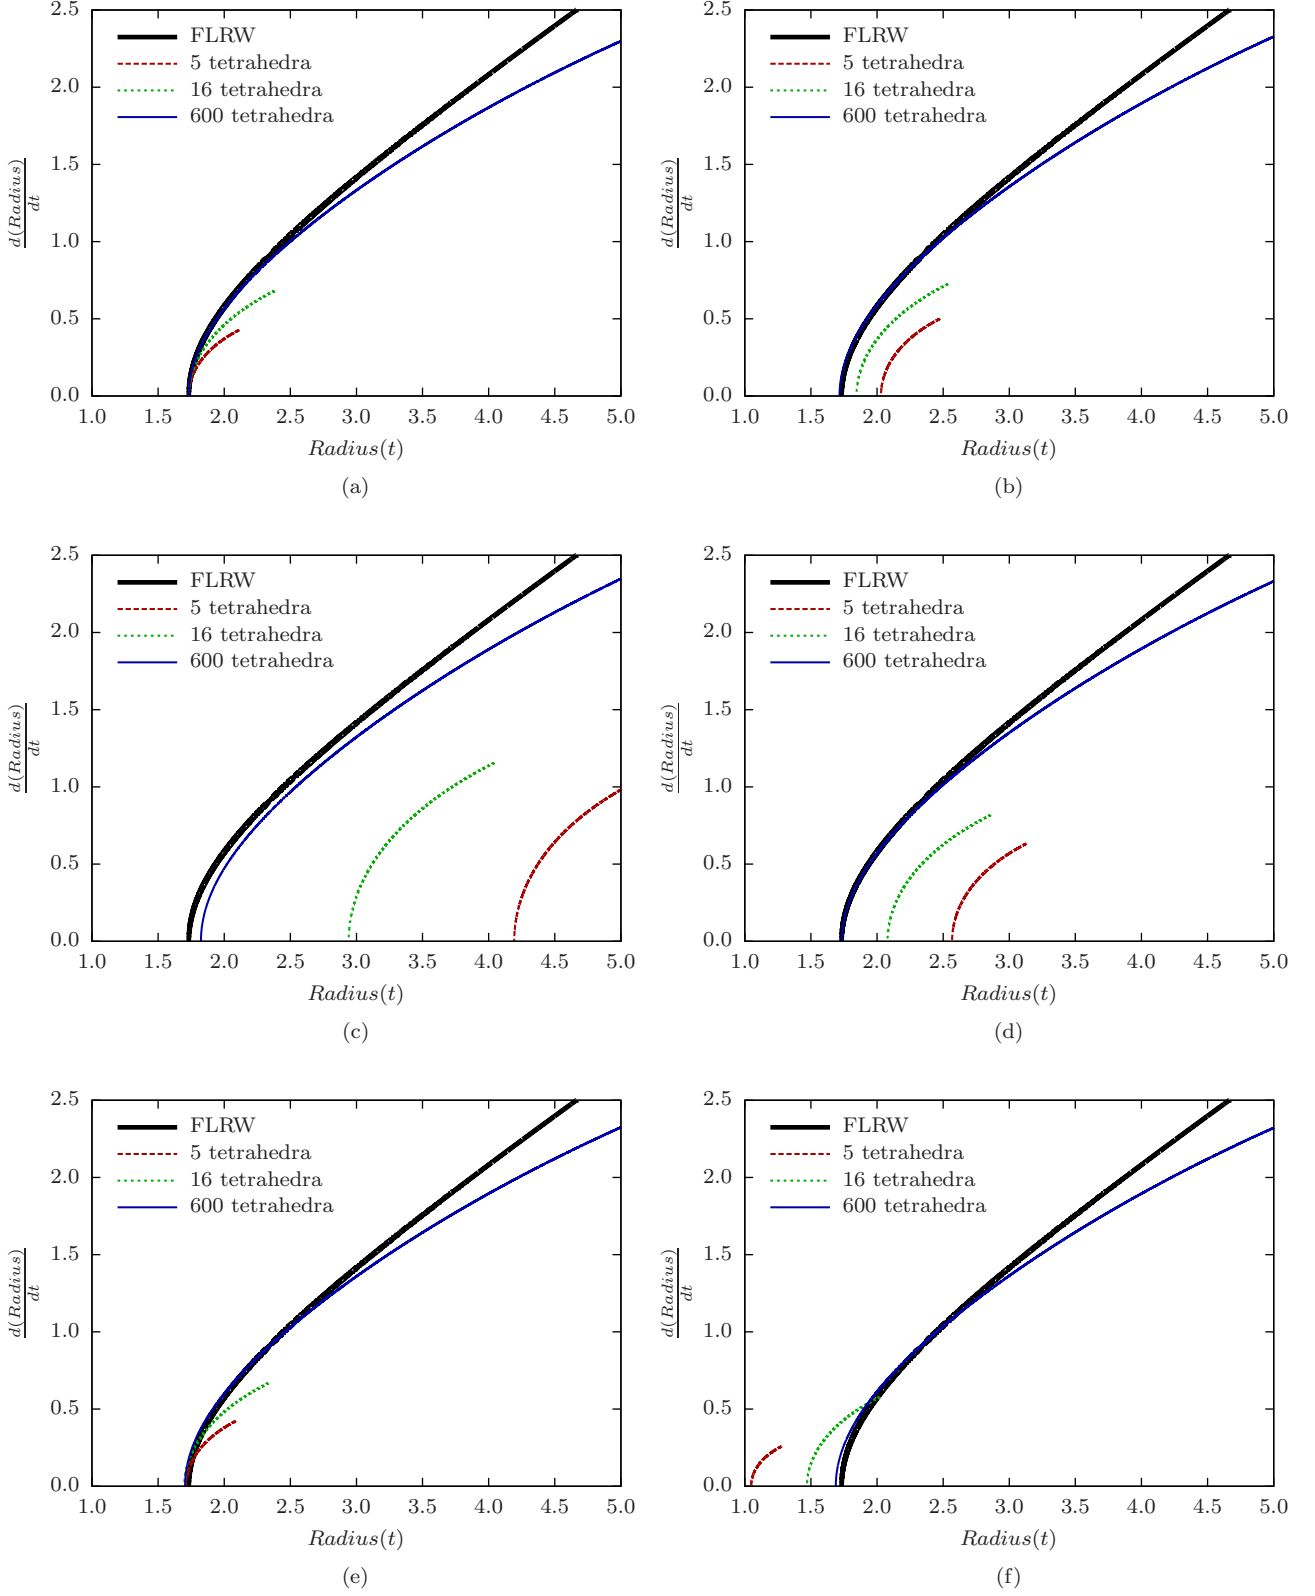 2.5
2.0
1.5
1.0
0.5
0.0
d(Radius)
dt
FLRW
5 tetrahedra
16 tetrahedra
600 tetrahedra
1.0 1.5 2.0 2.5 3.0 3.5 4.0 4.5 5.0
Radius(t)
(a)
2.5
2.0
1.5
1.0
0.5
0.0
d(Radius)
dt
FLRW
5 tetrahedra
16 tetrahedra
600 tetrahedra
1.0 1.5 2.0 2.5 3.0 3.5 4.0 4.5 5.0
Radius(t)
(b)
2.5
2.0
1.5
1.0
0.5
0.0
d(Radius)
dt
FLRW
5 tetrahedra
16 tetrahedra
600 tetrahedra
1.0 1.5 2.0 2.5 3.0 3.5 4.0 4.5 5.0
Radius(t)
(c)
2.5
2.0
1.5
1.0
0.5
0.0
d(Radius)
dt
FLRW
5 tetrahedra
16 tetrahedra
600 tetrahedra
1.0 1.5 2.0 2.5 3.0 3.5 4.0 4.5 5.0
Radius(t)
(d)
2.5
2.0
1.5
1.0
0.5
0.0
d(Radius)
dt
FLRW
5 tetrahedra
16 tetrahedra
600 tetrahedra
1.0 1.5 2.0 2.5 3.0 3.5 4.0 4.5 5.0
Radius(t)
(e)
2.5
2.0
1.5
1.0
0.5
0.0
d(Radius)
dt
FLRW
5 tetrahedra
16 tetrahedra
600 tetrahedra
1.0 1.5 2.0 2.5 3.0 3.5 4.0 4.5 5.0
Radius(t)
(f)